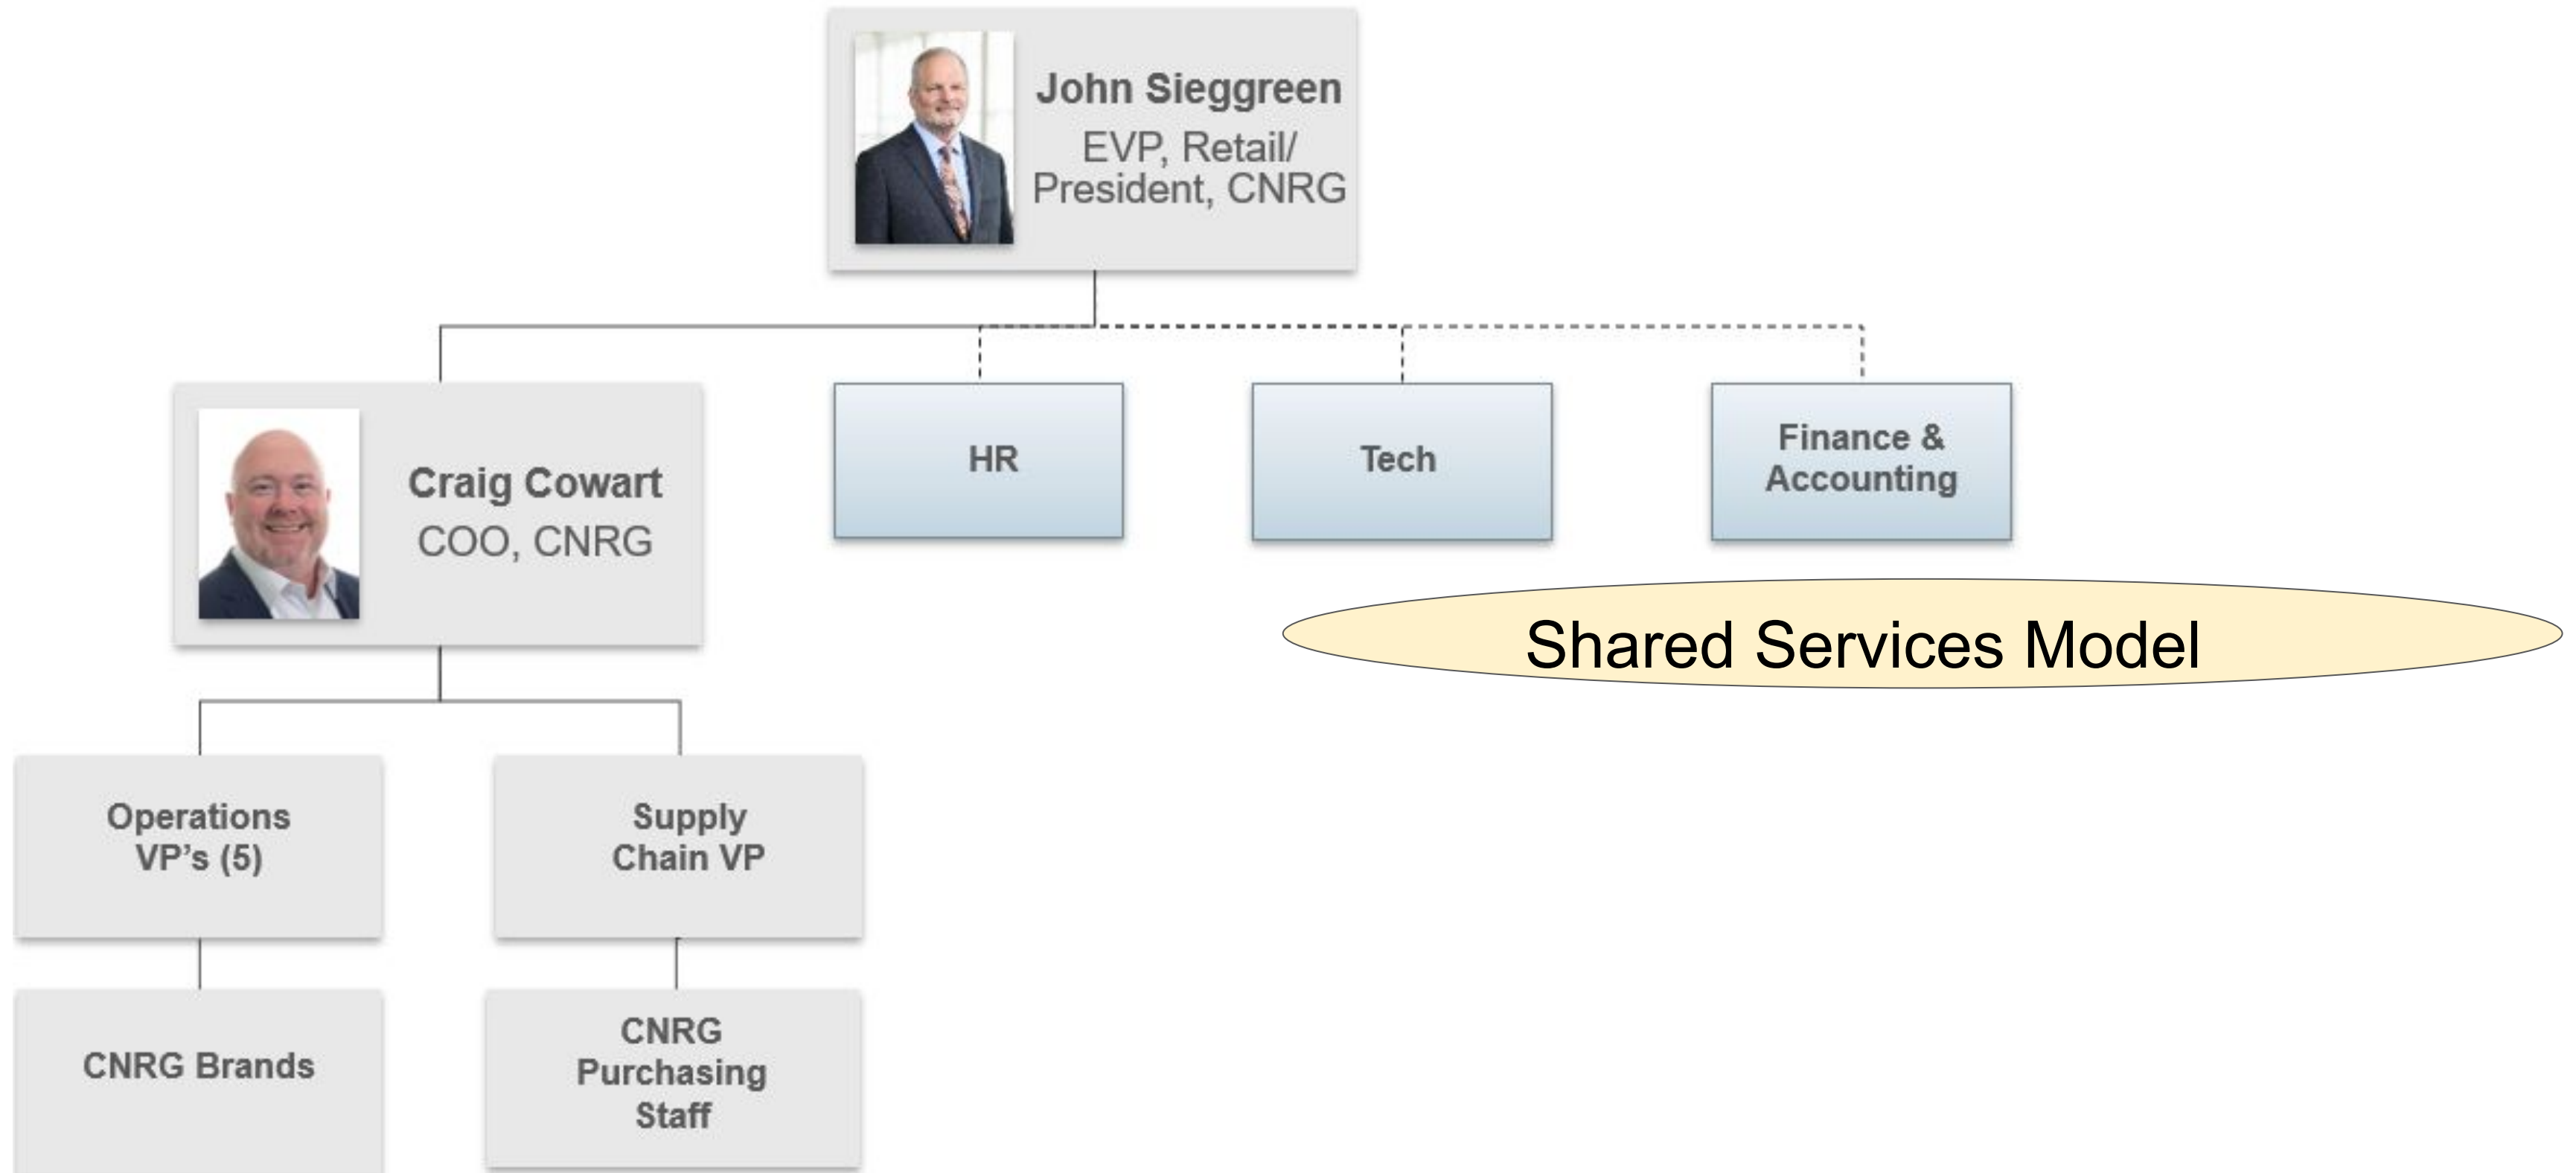 John Sieggreen
EVP, Retail/
President, CNRG
Craig Cowart
COO, CNRG
HR
Tech
Finance &
Accounting
Shared Services Model
Operations
VP’s (5)
Supply
Chain VP
CNRG Brands
CNRG
Purchasing
Staff